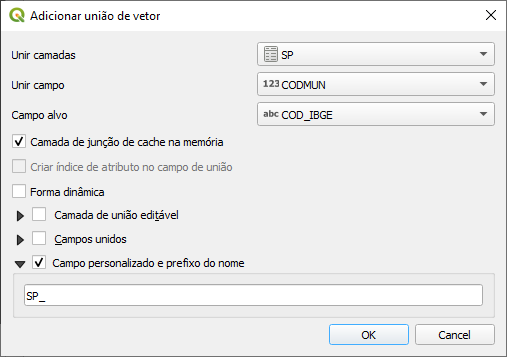 Adicionar união de vetor
Unir camadas SP
Unir campo 123 CODMUN
Campo alvo abc COD_IBGE
Camada de junção de cache na memória
Criar índice de atributo no campo de união
Forma dinâmica
Camada de união editável
Campos unidos
Campo personalizado e prefixo do nome
SP_
OK Cancel